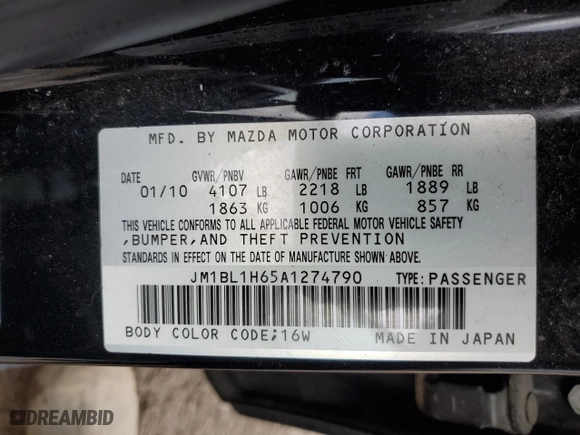 MFD. BY MAZDA MOTOR CORPORATION
DATE GVWR/PNBV GAWR/PNBE FRT GAWR/PNBE RR
01/10 4107 LB 2218 LB 1889 LB
1863 KG 1006 KG 857 KG
THIS VEHICLE CONFORMS TO ALL APPLICABLE FEDERAL MOTOR VEHICLE SAFETY
,BUMPER,AND THEFT PREVENTION
STANDARDS IN EFFECT ON THE DATE OF MANUFACTURE SHOWN ABOVE.
JM1BL1H65A1274790 TYPE:PASSENGER
BODY COLOR CODE;16W MADE IN JAPAN
DREAMBID